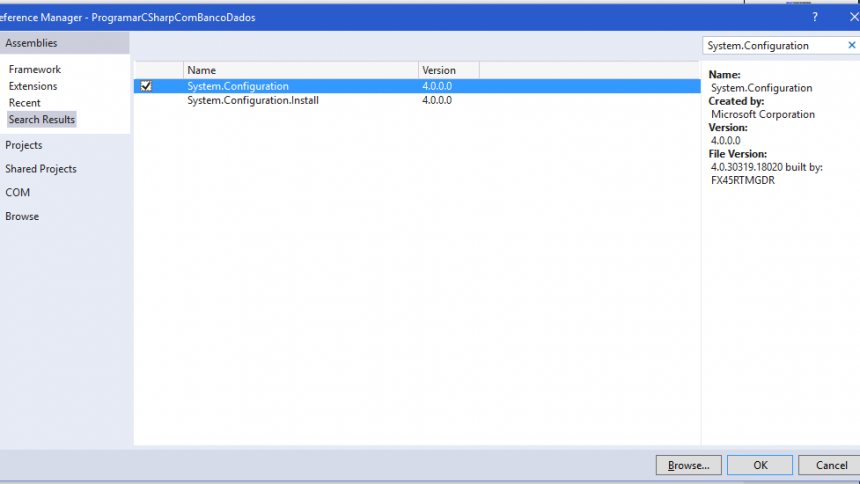 eference Manager - ProgramarCSharpComBancoDados ? ×
Assemblies
Framework
Extensions
Recent
Search Results
Projects
Shared Projects
COM
Browse
Name Version
System.Configuration 4.0.0.0
System.Configuration.Install 4.0.0.0
System.Configuration ×
Name:
System.Configuration
Created by:
Microsoft Corporation
Version:
4.0.0.0
File Version:
4.0.30319.18020 built by:
FX45RTMGDR
Browse... OK Cancel